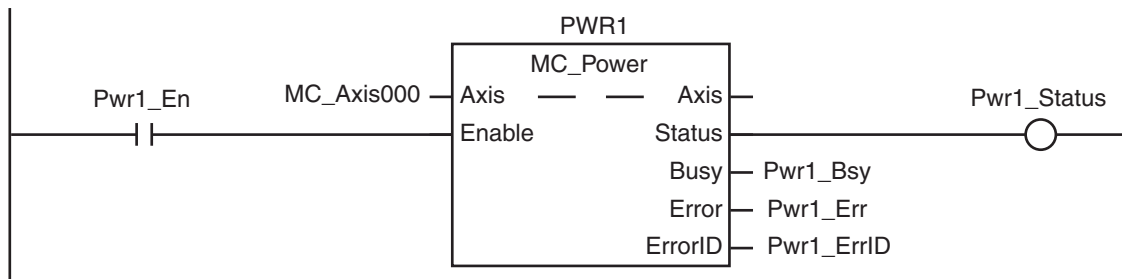 PWR1
MC_Power
MC_Axis000 Axis Axis
Pwr1_En Pwr1_Status
Enable Status
Busy Pwr1_Bsy
Error Pwr1_Err
ErrorID Pwr1_ErrID